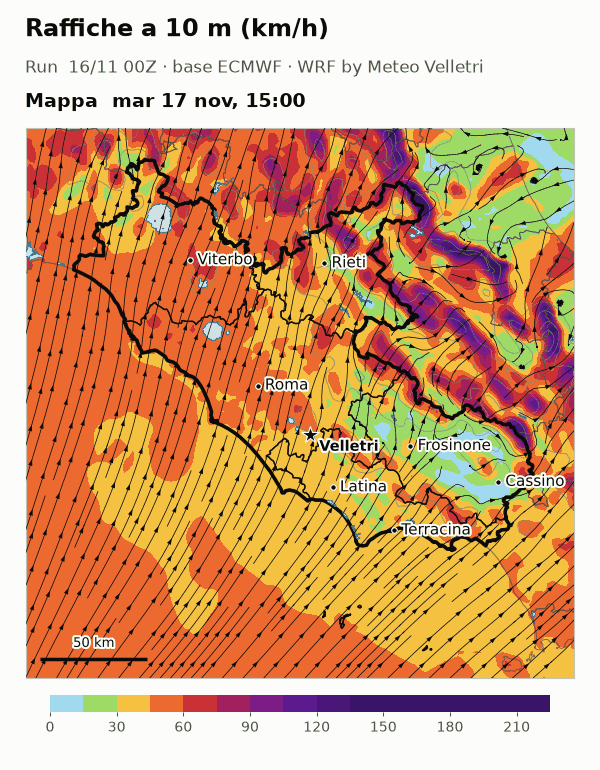 Raffiche a 10 m (km/h)
Run  16/11 00Z · base ECMWF · WRF by Meteo Velletri
Mappa  mar 17 nov, 15:00
Viterbo
Rieti
Roma
Velletri
Frosinone
Cassino
Latina
Terracina
50 km
0 30 60 90 120 150 180 210